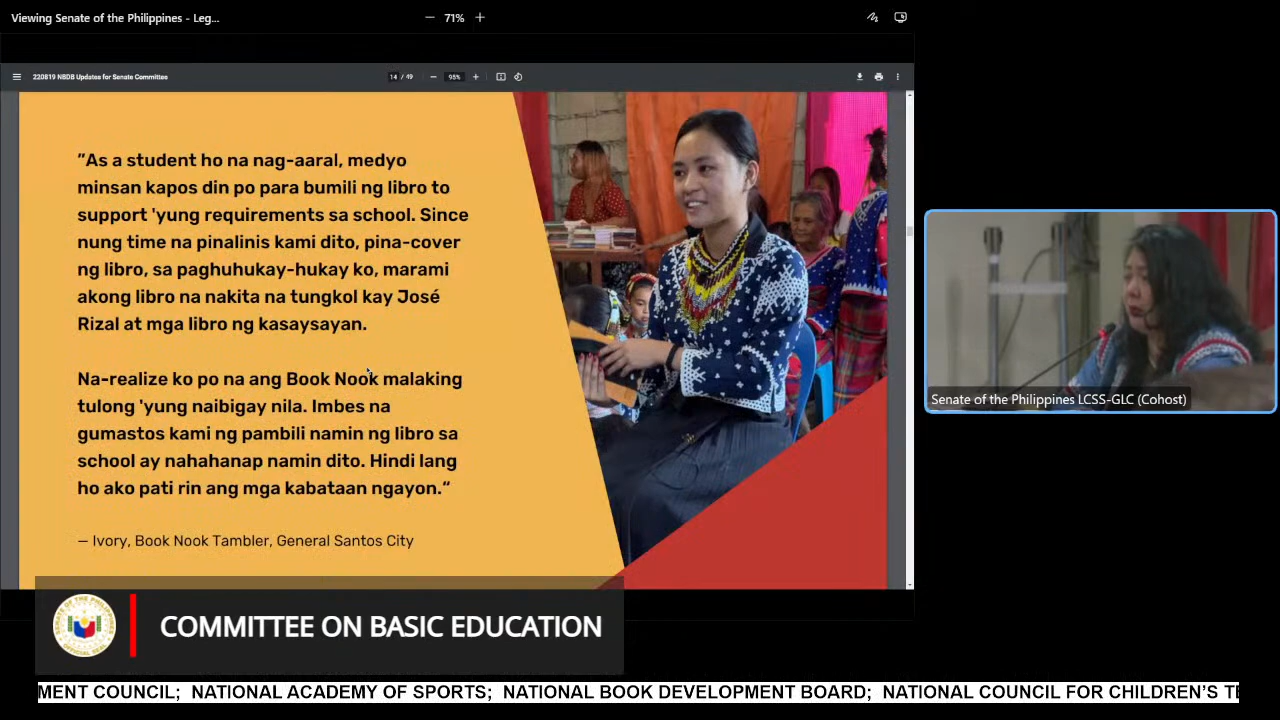 Viewing Senate of the Philippines - Leg...
71%
220819 NBDB Updates for Senate Committee
14 / 49
95%
"As a student ho na nag-aaral, medyo
minsan kapos din po para bumili ng libro to
support 'yung requirements sa school. Since
nung time na pinalinis kami dito, pina-cover
ng libro, sa paghuhukay-hukay ko, marami
akong libro na nakita na tungkol kay José
Rizal at mga libro ng kasaysayan.
Na-realize ko po na ang Book Nook malaking
tulong 'yung naibigay nila. Imbes na
gumastos kami ng pambili namin ng libro sa
school ay nahahanap namin dito. Hindi lang
ho ako pati rin ang mga kabataan ngayon."
— Ivory, Book Nook Tambler, General Santos City
Senate of the Philippines LCSS-GLC (Cohost)
COMMITTEE ON BASIC EDUCATION
MENT COUNCIL; NATIONAL ACADEMY OF SPORTS; NATIONAL BOOK DEVELOPMENT BOARD; NATIONAL COUNCIL FOR CHILDREN'S TE